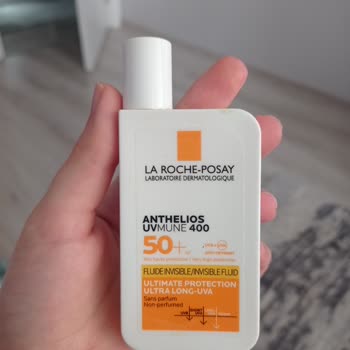 LA ROCHE-POSAY
LABORATOIRE DERMATOLOGIQUE
ANTHELIOS
UVMUNE 400
50+
FLUIDE INVISIBLE/INVISIBLE FLUID
ULTIMATE PROTECTION
ULTRA LONG-UVA
Sans parfum
Non-perfumed